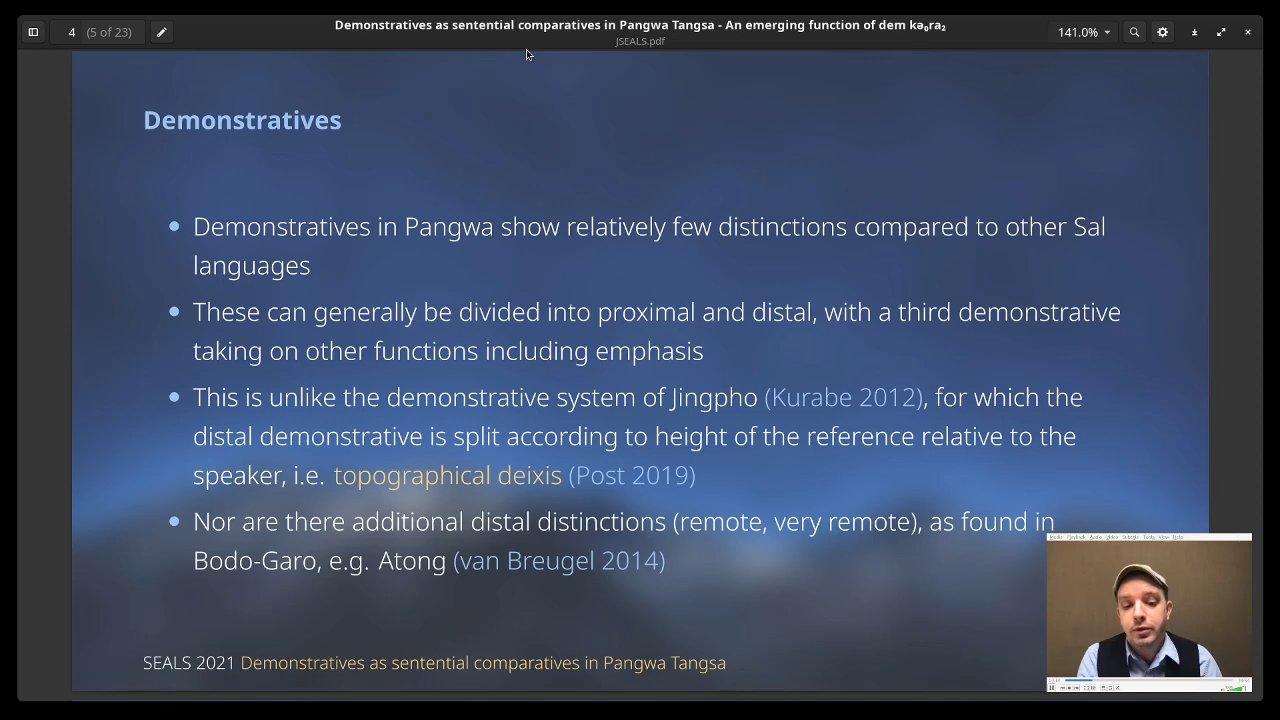 4 (5 of 23)
Demonstratives as sentential comparatives in Pangwa Tangsa - An emerging function of dem kə₀ra₂
JSEALS.pdf
141.0%
Demonstratives
Demonstratives in Pangwa show relatively few distinctions compared to other Sal
languages
These can generally be divided into proximal and distal, with a third demonstrative
taking on other functions including emphasis
This is unlike the demonstrative system of Jingpho (Kurabe 2012), for which the
distal demonstrative is split according to height of the reference relative to the
speaker, i.e. topographical deixis (Post 2019)
Nor are there additional distal distinctions (remote, very remote), as found in
Bodo-Garo, e.g. Atong (van Breugel 2014)
SEALS 2021 Demonstratives as sentential comparatives in Pangwa Tangsa